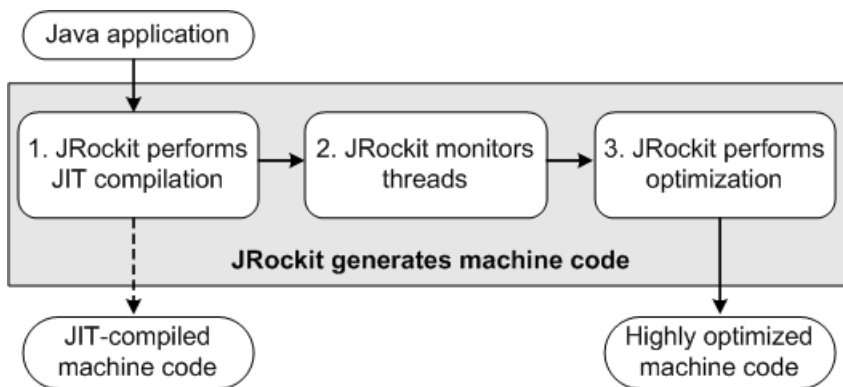 Java application
1. JRockit performs
JIT compilation
2. JRockit monitors
threads
3. JRockit performs
optimization
JRockit generates machine code
JIT-compiled
machine code
Highly optimized
machine code